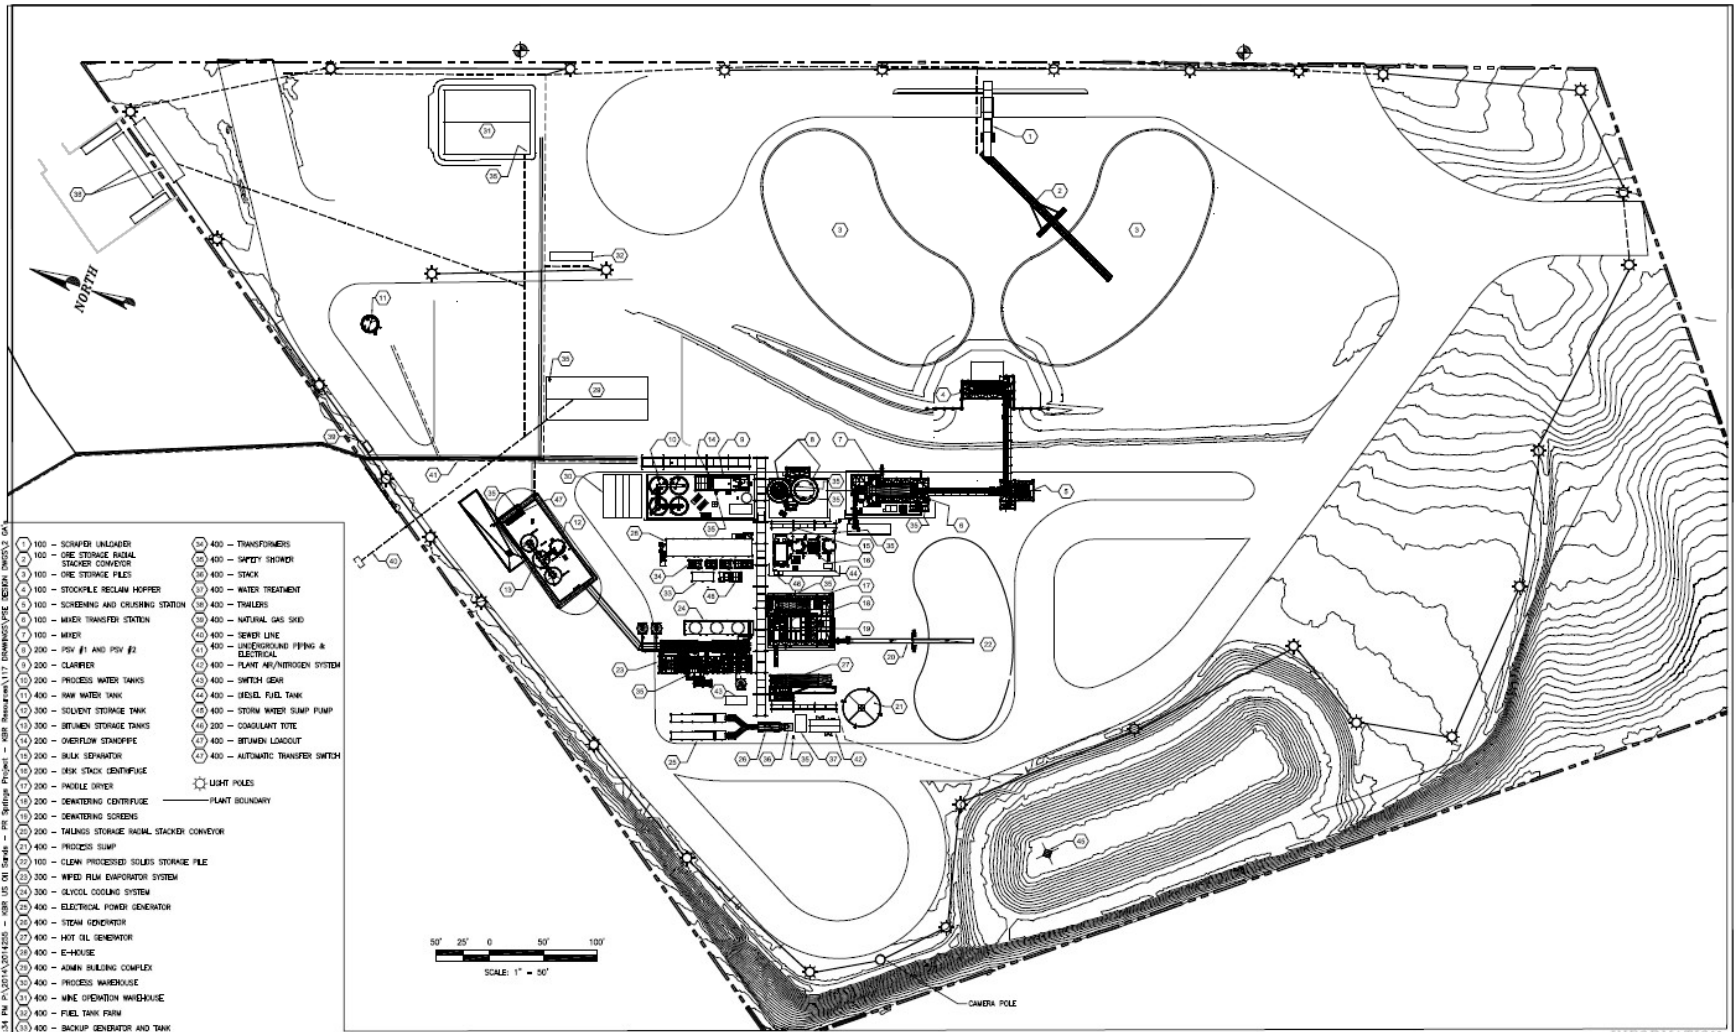 NORTH
1 100 - SCRAPER UNLOADER
2 100 - ORE STORAGE RADIAL
STACKER CONVEYOR
3 100 - ORE STORAGE PILES
4 100 - STOCKPILE RECLAIM HOPPER
5 100 - SCREENING AND CRUSHING STATION
6 100 - MIXER TRANSFER STATION
7 100 - MIXER
8 200 - PSV #1 AND PSV #2
9 200 - CLARIFIER
10 200 - PROCESS WATER TANKS
11 400 - RAW WATER TANK
12 300 - SOLVENT STORAGE TANK
13 300 - BITUMEN STORAGE TANKS
14 200 - OVERFLOW STANDPIPE
15 200 - BULK SEPARATOR
16 200 - DISK STACK CENTRIFUGE
17 200 - PADDLE DRYER
18 200 - DEWATERING CENTRIFUGE
19 200 - DEWATERING SCREENS
20 200 - TAILINGS STORAGE RADIAL STACKER CONVEYOR
21 400 - PROCESS SUMP
22 100 - CLEAN PROCESSED SOLIDS STORAGE PILE
23 300 - WIPED FILM EVAPORATOR SYSTEM
24 300 - GLYCOL COOLING SYSTEM
25 400 - ELECTRICAL POWER GENERATOR
26 400 - STEAM GENERATOR
27 400 - HOT OIL GENERATOR
28 400 - E-HOUSE
29 400 - ADMIN BUILDING COMPLEX
30 400 - PROCESS WAREHOUSE
31 400 - MINE OPERATION WAREHOUSE
32 400 - FUEL TANK FARM
33 400 - BACKUP GENERATOR AND TANK
34 400 - TRANSFORMERS
35 400 - SAFETY SHOWER
36 400 - STACK
37 400 - WATER TREATMENT
38 400 - TRAILERS
39 400 - NATURAL GAS SKID
40 400 - SEWER LINE
41 400 - UNDERGROUND PIPING &
ELECTRICAL
42 400 - PLANT AIR/NITROGEN SYSTEM
43 400 - SWITCH GEAR
44 400 - DIESEL FUEL TANK
45 400 - STORM WATER SUMP PUMP
46 200 - COAGULANT TOTE
47 400 - BITUMEN LOADOUT
47 400 - AUTOMATIC TRANSFER SWITCH
LIGHT POLES
PLANT BOUNDARY
50' 25' 0 50' 100'
SCALE: 1" = 50'
CAMERA POLE